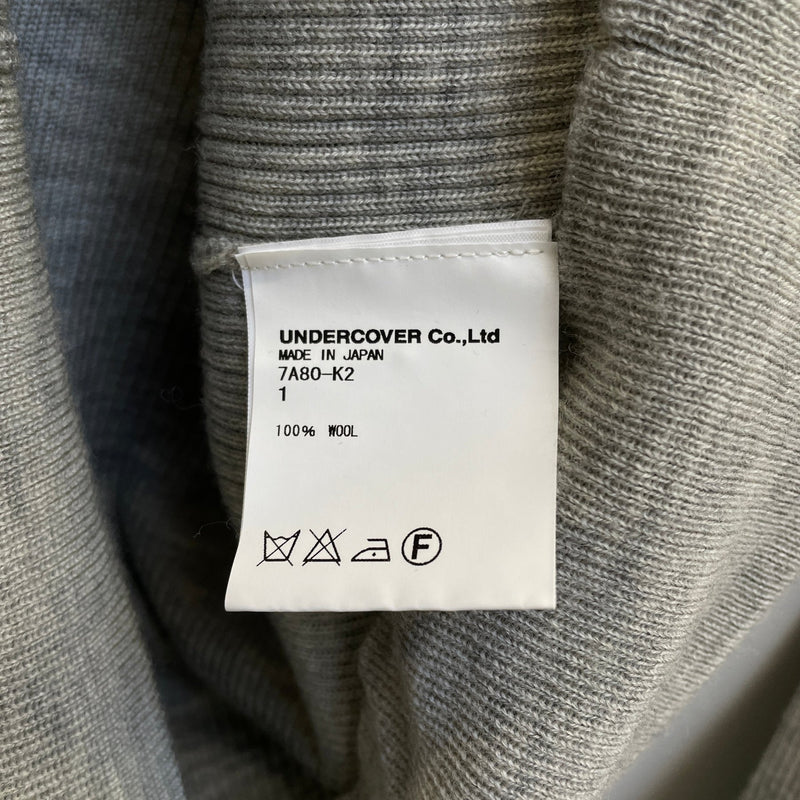 UNDERCOVER Co.,Ltd
MADE IN JAPAN
7A80-K2
1
100% WOOL
F